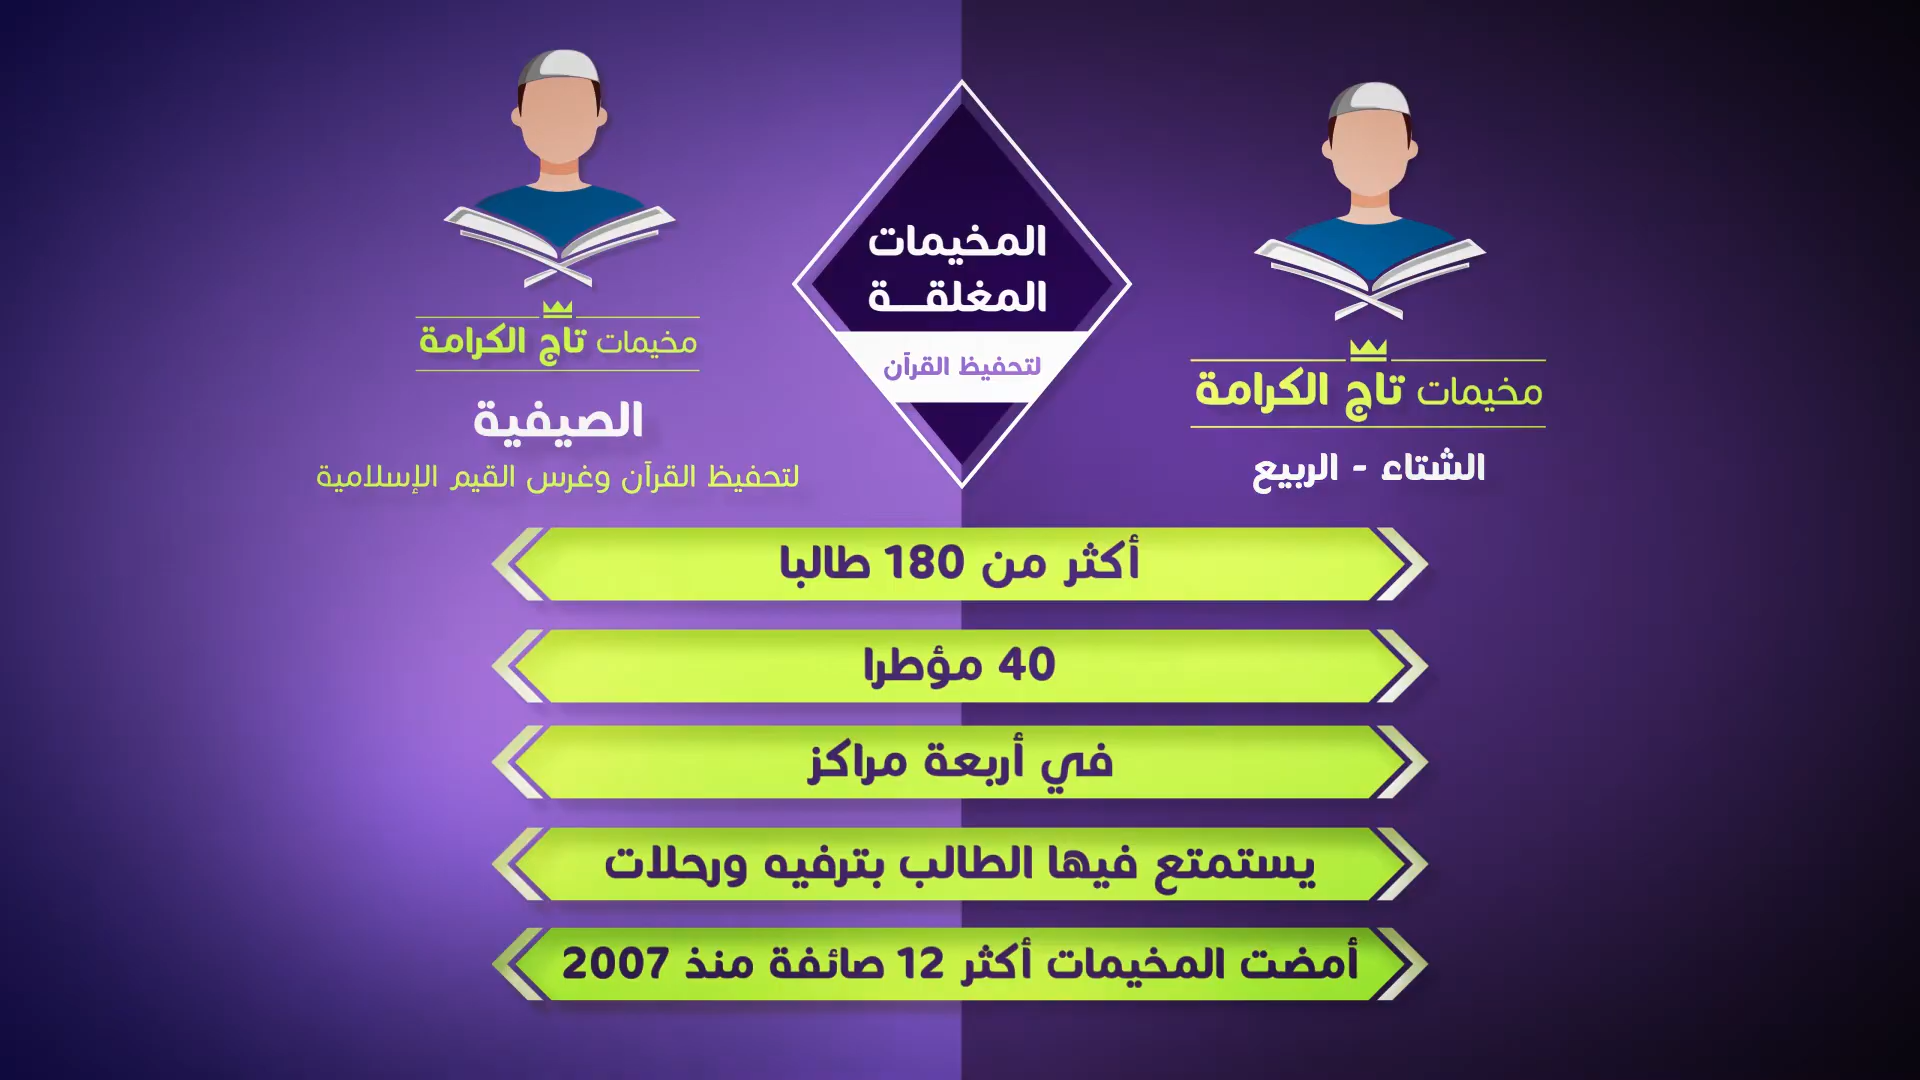 المخيمات
المغلقـــة
لتحفيظ القرآن
مخيمات تاج الكرامة
الشتاء - الربيع
مخيمات تاج الكرامة
الصيفية
لتحفيظ القرآن وغرس القيم الإسلامية
أكثر من 180 طالبا
40 مؤطرا
في أربعة مراكز
يستمتع فيها الطالب بترفيه ورحلات
أمضت المخيمات أكثر 12 صائفة منذ 2007